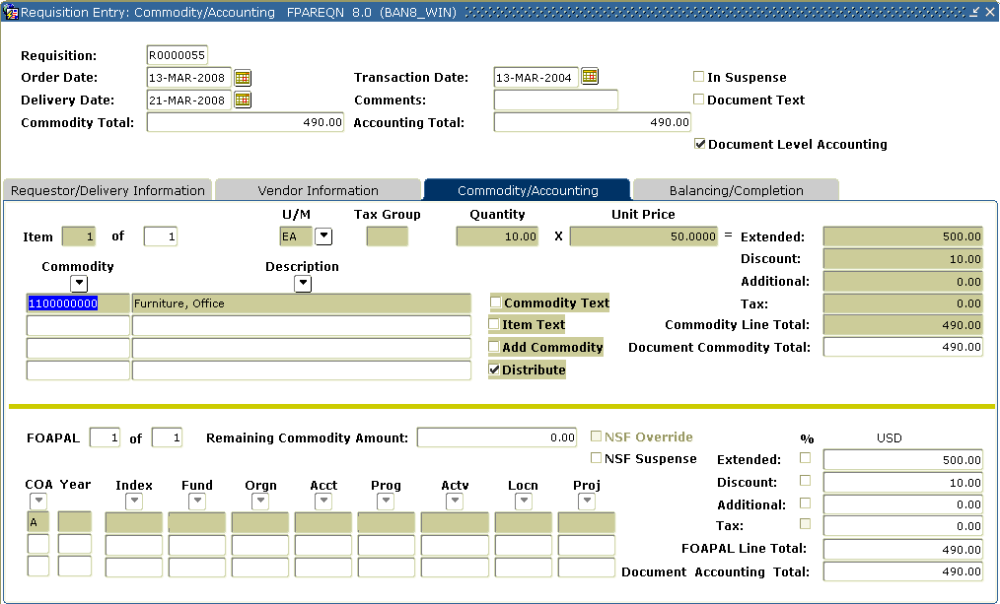 Requisition Entry: Commodity/Accounting FPAREQN 8.0 (BAN8_WIN)
Requisition: R0000055
Order Date: 13-MAR-2008 Transaction Date: 13-MAR-2004 In Suspense
Delivery Date: 21-MAR-2008 Comments: Document Text
Commodity Total: 490.00 Accounting Total: 490.00
Document Level Accounting
Requestor/Delivery Information Vendor Information Commodity/Accounting Balancing/Completion
U/M Tax Group Quantity Unit Price
Item 1 of 1 EA 10.00 X 50.0000 = Extended: 500.00
Discount: 10.00
Commodity Description
Additional: 0.00
1100000000 Furniture, Office Commodity Text Tax: 0.00
Item Text Commodity Line Total: 490.00
Add Commodity Document Commodity Total: 490.00
Distribute
FOAPAL 1 of 1 Remaining Commodity Amount: 0.00 NSF Override % USD
NSF Suspense Extended: 500.00
COA Year Index Fund Orgn Acct Prog Actv Locn Proj Discount: 10.00
Additional: 0.00
A Tax: 0.00
FOAPAL Line Total: 490.00
Document Accounting Total: 490.00